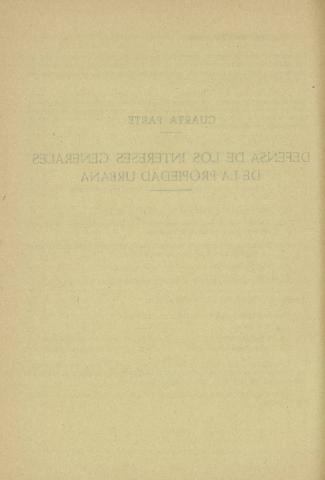 CUARTA PARTE
DEFENSA DE LOS INTERESES GENERALES
DE LA PROPIEDAD URBANA